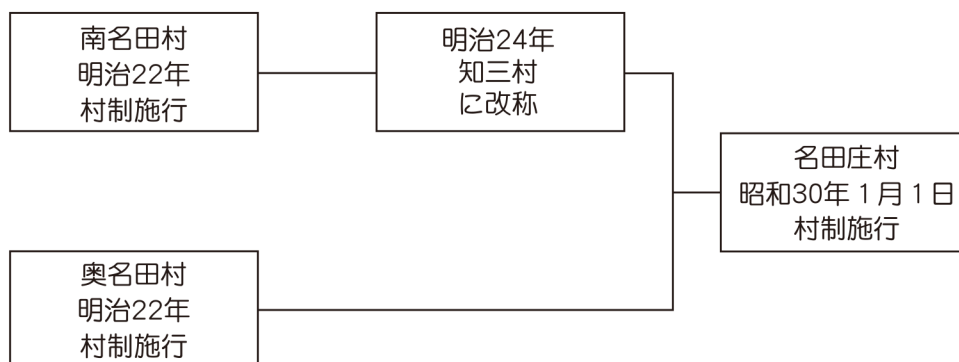 南名田村
明治22年
村制施行
明治24年
知三村
に改称
名田庄村
昭和30年１月１日
村制施行
奥名田村
明治22年
村制施行